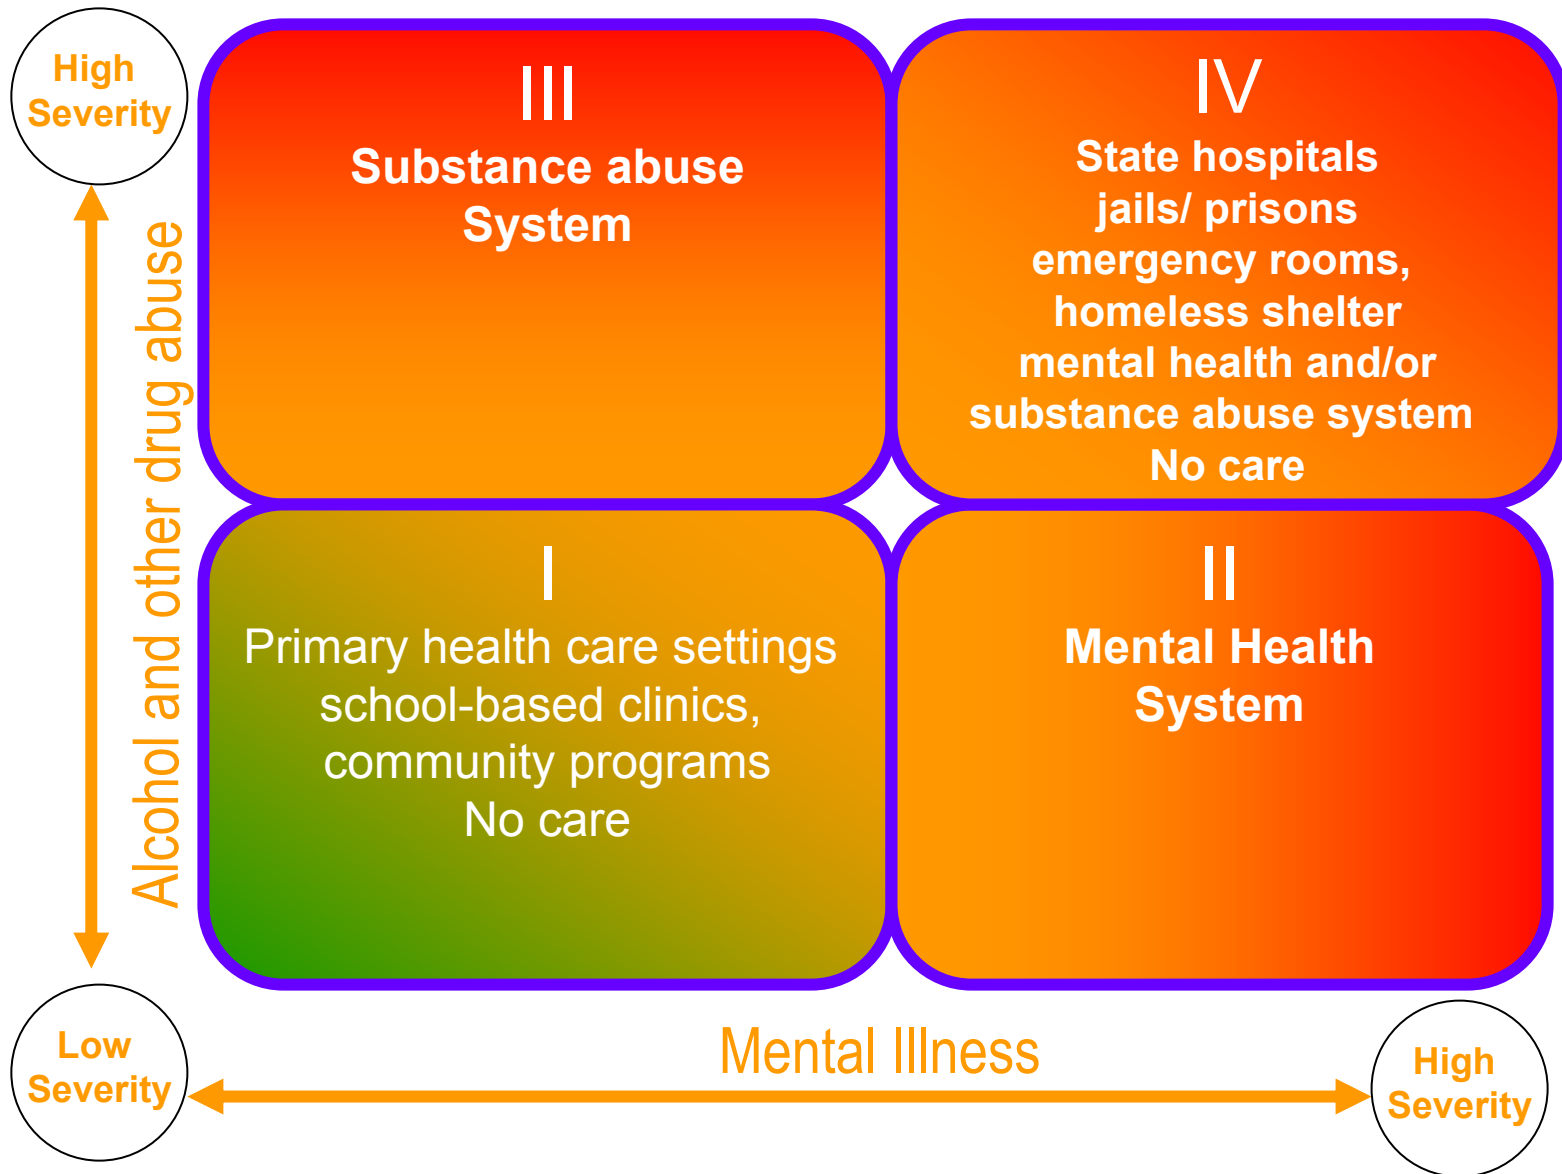 High
Severity
III
Substance abuse
System
IV
State hospitals
jails/ prisons
emergency rooms,
homeless shelter
mental health and/or
substance abuse system
No care
Alcohol and other drug abuse
I
Primary health care settings
school-based clinics,
community programs
No care
II
Mental Health
System
Low
Severity
Mental Illness
High
Severity